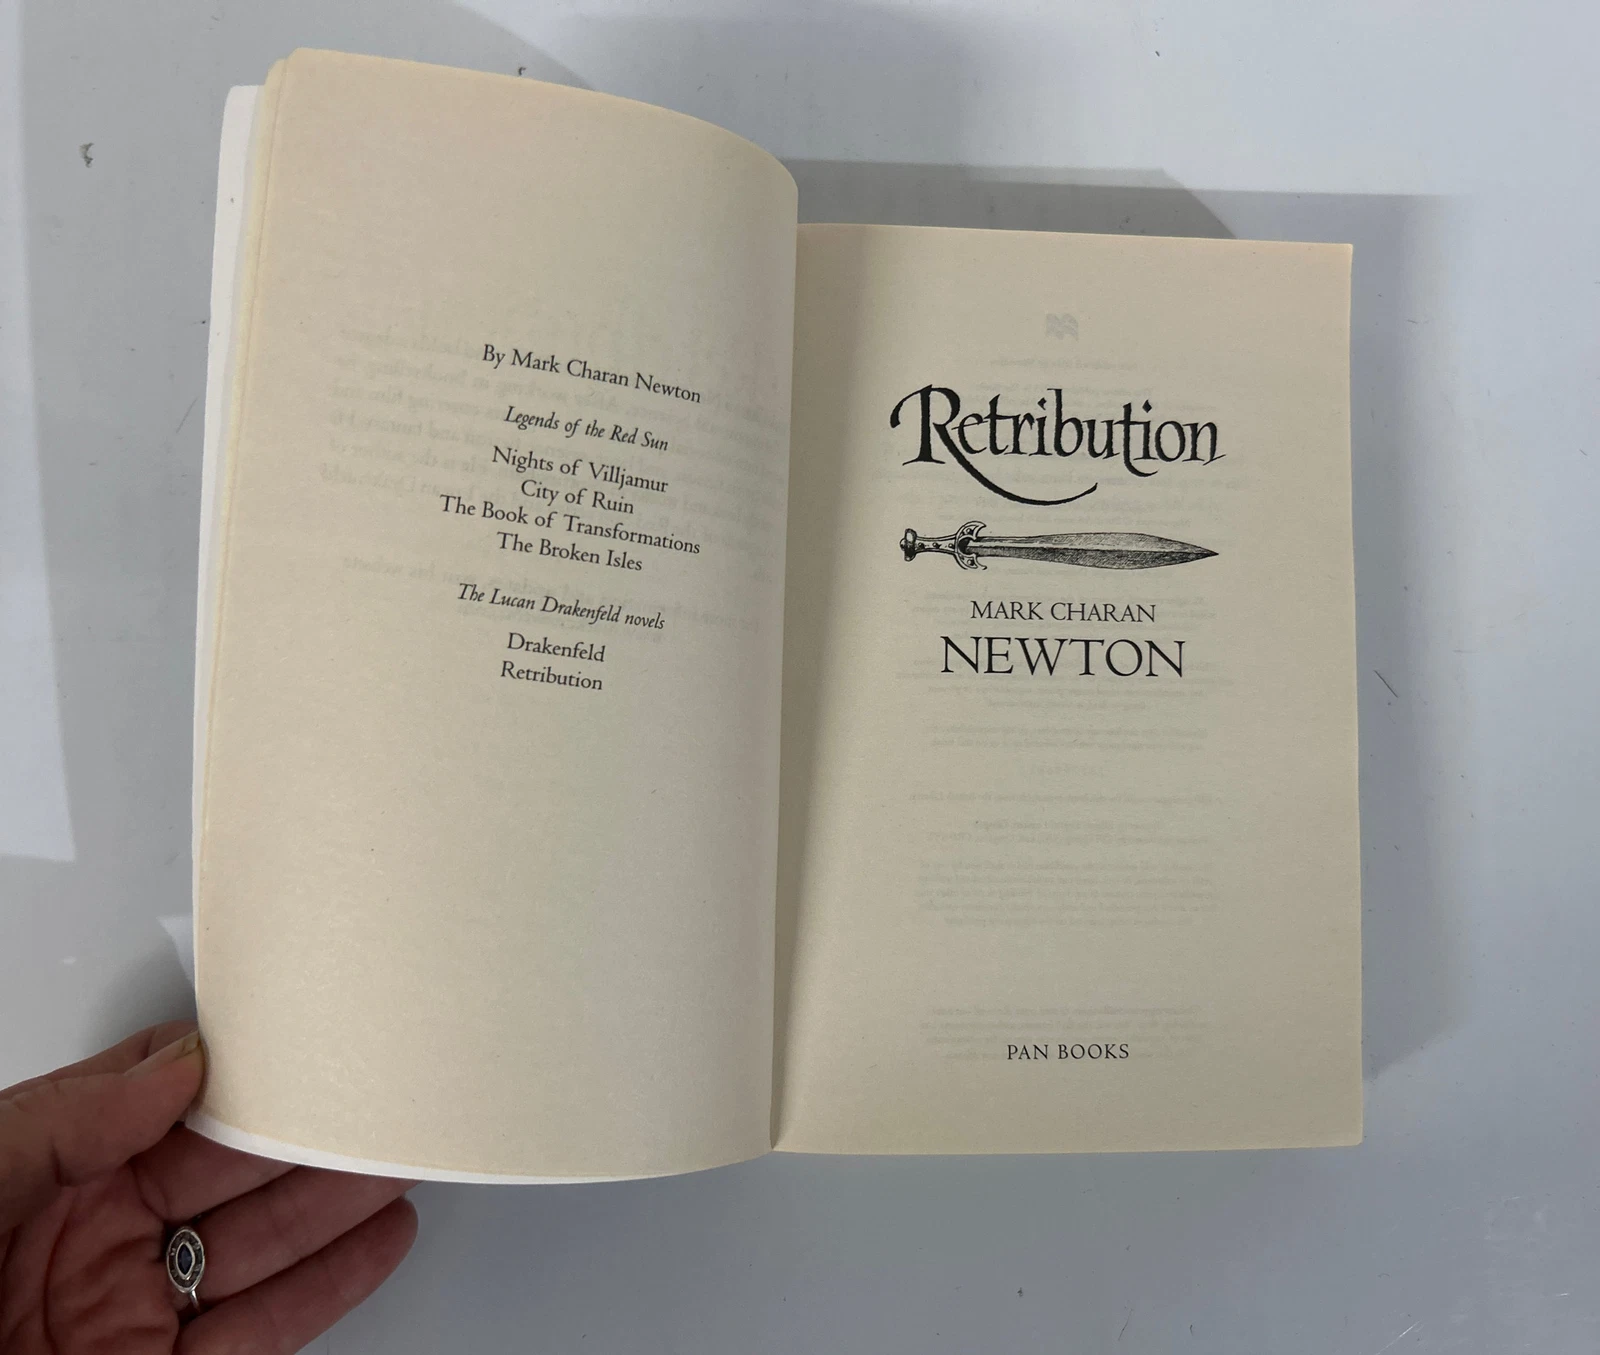 By Mark Charan Newton
Legends of the Red Sun
Nights of Villjamur
City of Ruin
The Book of Transformations
The Broken Isles
The Lucan Drakenfeld novels
Drakenfeld
Retribution
Retribution
MARK CHARAN
NEWTON
PAN BOOKS